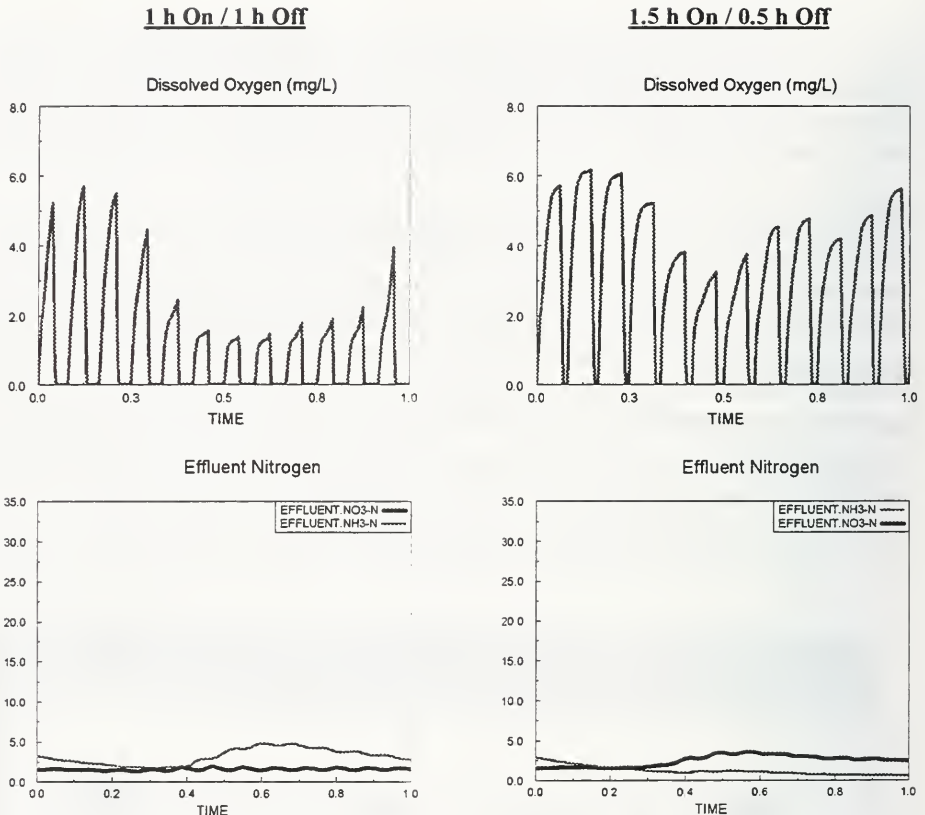 1 h On / 1 h Off
1.5 h On / 0.5 h Off
Dissolved Oxygen (mg/L)
8.0
6.0
4.0
2.0
0.0
0.0 0.3 0.5 0.8 1.0
TIME
Dissolved Oxygen (mg/L)
8.0
6.0
4.0
2.0
0.0
0.0 0.3 0.5 0.8 1.0
TIME
Effluent Nitrogen
35.0
30.0
25.0
20.0
15.0
10.0
5.0
0.0
EFFLUENT.NO3-N
EFFLUENT.NH3-N
0.0 0.2 0.4 0.6 0.8 1.0
TIME
Effluent Nitrogen
35.0
30.0
25.0
20.0
15.0
10.0
5.0
0.0
EFFLUENT.NH3-N
EFFLUENT.NO3-N
0.0 0.2 0.4 0.6 0.8 1.0
TIME